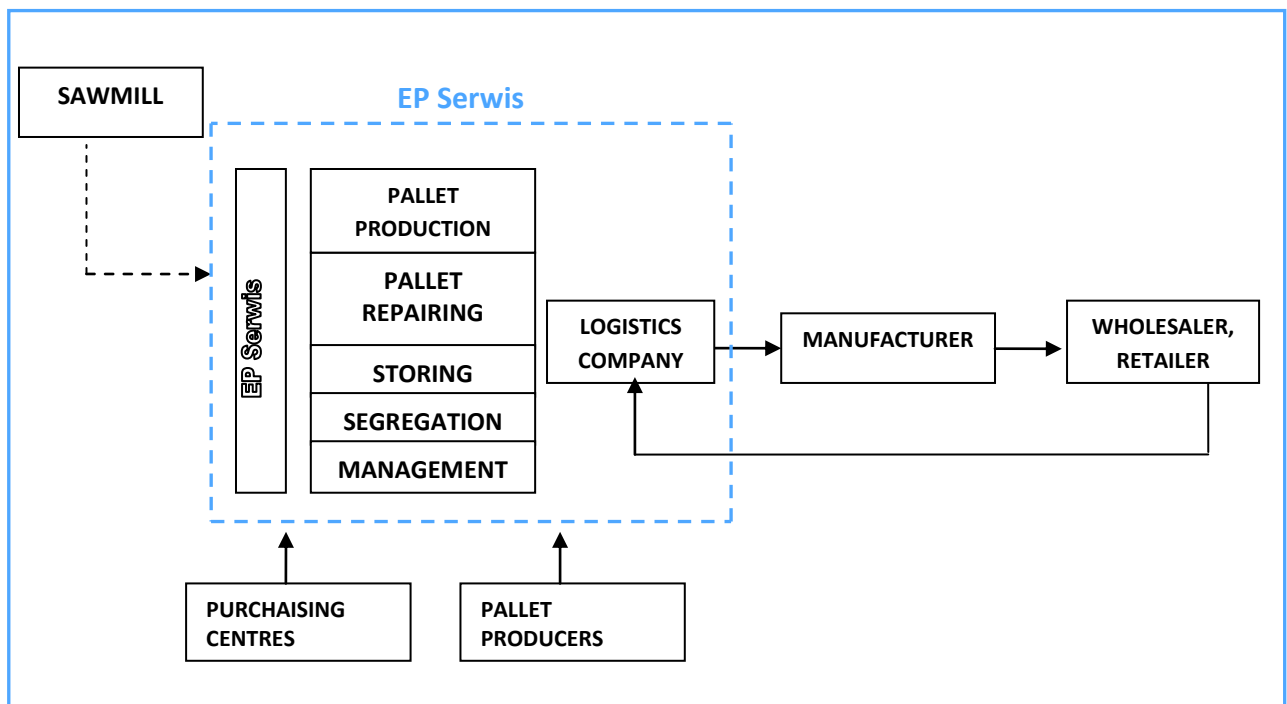 SAWMILL
EP Serwis
EP Serwis
PALLET
PRODUCTION
PALLET
REPAIRING
STORING
SEGREGATION
MANAGEMENT
LOGISTICS
COMPANY
MANUFACTURER
WHOLESALER,
RETAILER
PURCHAISING
CENTRES
PALLET
PRODUCERS